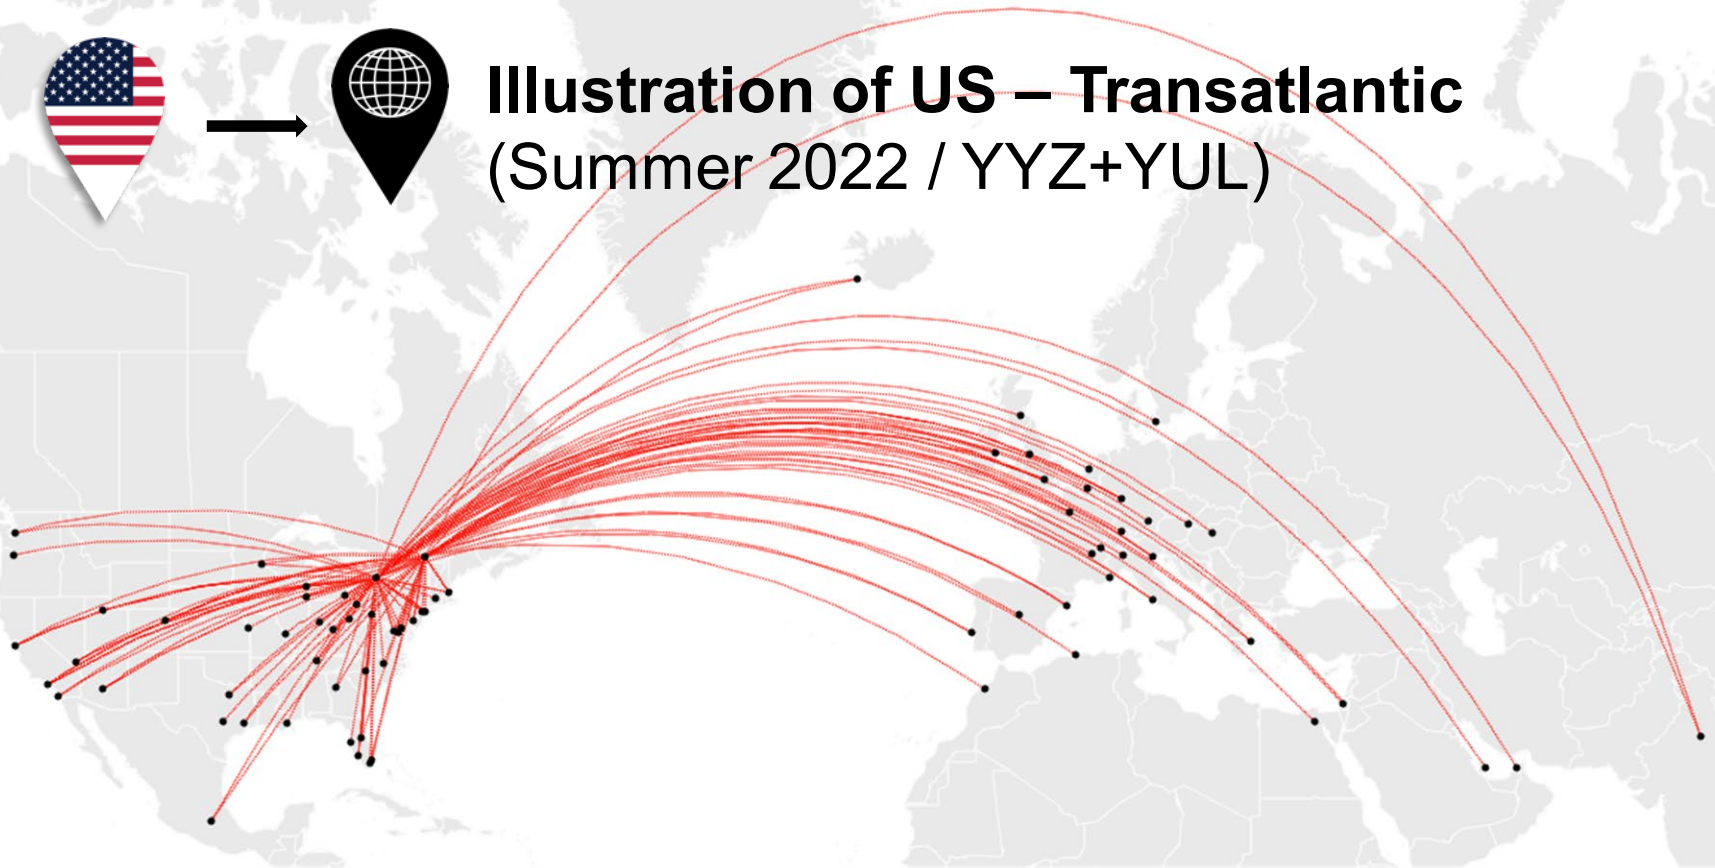 Illustration of US – Transatlantic
(Summer 2022 / YYZ+YUL)